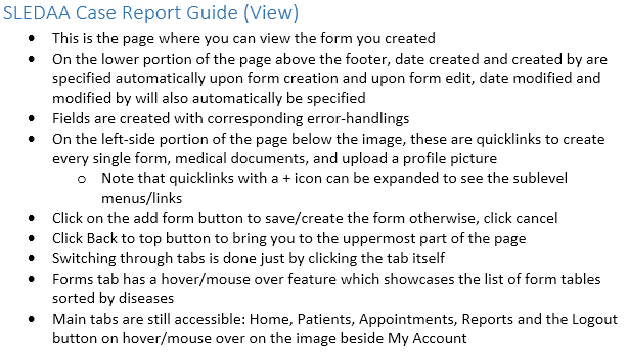 SLEDAA Case Report Guide (View)
• This is the page where you can view the form you created
• On the lower portion of the page above the footer, date created and created by are
specified automatically upon form creation and upon form edit, date modified and
modified by will also automatically be specified
• Fields are created with corresponding error-handlings
• On the left-side portion of the page below the image, these are quicklinks to create
every single form, medical documents, and upload a profile picture
o Note that quicklinks with a + icon can be expanded to see the sublevel
menus/links
• Click on the add form button to save/create the form otherwise, click cancel
• Click Back to top button to bring you to the uppermost part of the page
• Switching through tabs is done just by clicking the tab itself
• Forms tab has a hover/mouse over feature which showcases the list of form tables
sorted by diseases
• Main tabs are still accessible: Home, Patients, Appointments, Reports and the Logout
button on hover/mouse over on the image beside My Account